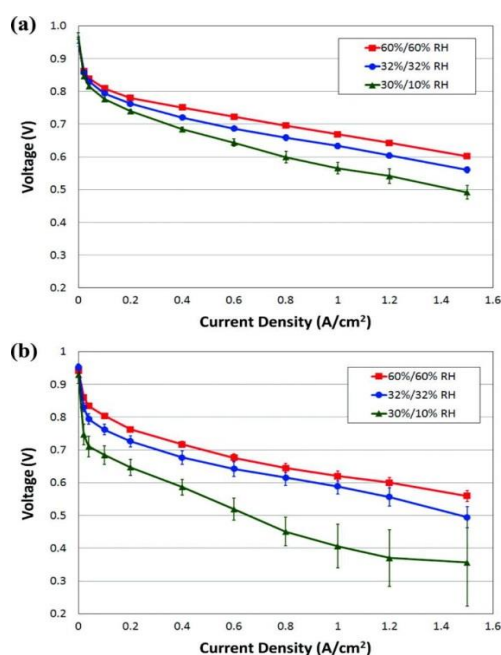 (a)
1
0.9
0.8
0.7
0.6
0.5
0.4
0.3
0.2
Voltage (V)
60%/60% RH
32%/32% RH
30%/10% RH
0 0.2 0.4 0.6 0.8 1 1.2 1.4 1.6
Current Density (A/cm²)
(b)
1
0.9
0.8
0.7
0.6
0.5
0.4
0.3
0.2
Voltage (V)
60%/60% RH
32%/32% RH
30%/10% RH
0 0.2 0.4 0.6 0.8 1 1.2 1.4 1.6
Current Density (A/cm²)